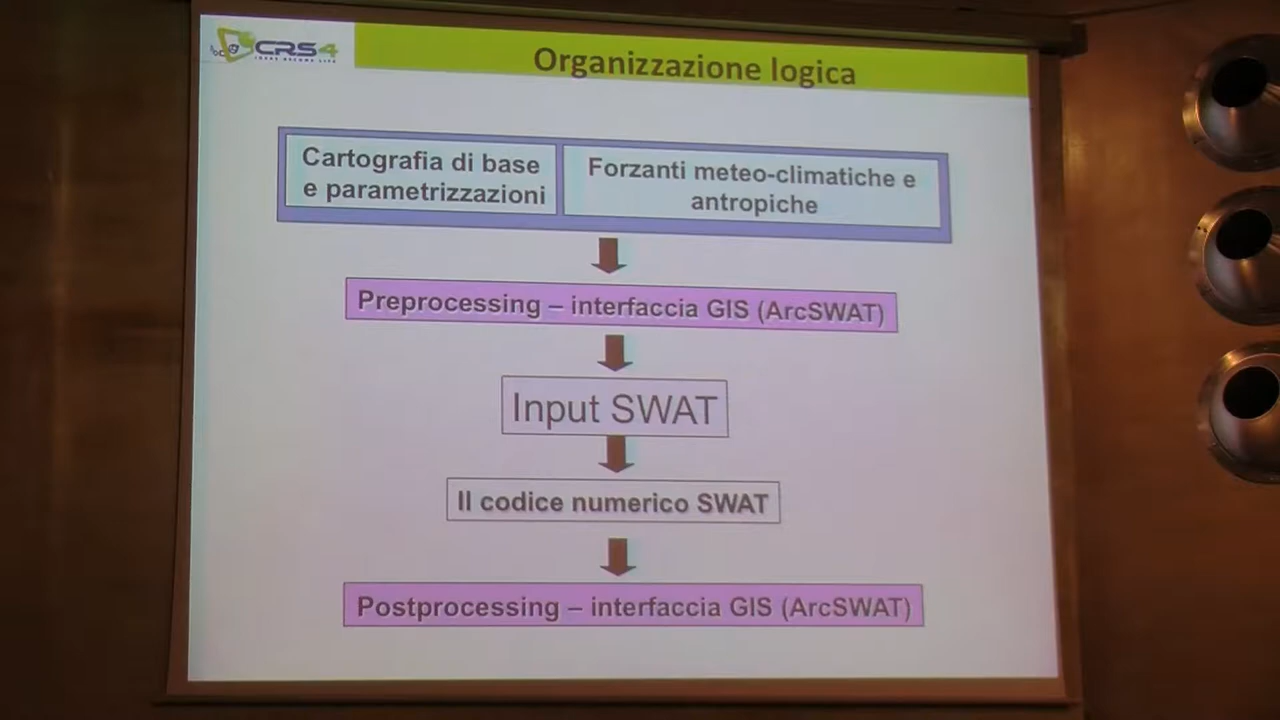 CRS4
Organizzazione logica
Cartografia di base
e parametrizzazioni
Forzanti meteo-climatiche e
antropiche
Preprocessing – interfaccia GIS (ArcSWAT)
Input SWAT
Il codice numerico SWAT
Postprocessing – interfaccia GIS (ArcSWAT)